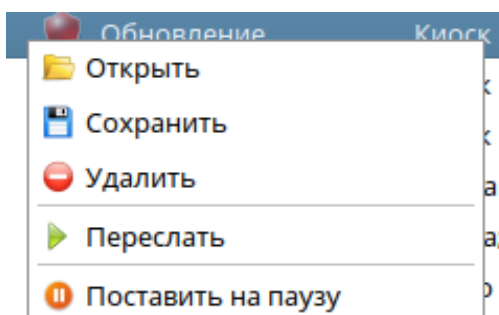 Обновление Киоск
Открыть
Сохранить
Удалить
Переслать
Поставить на паузу